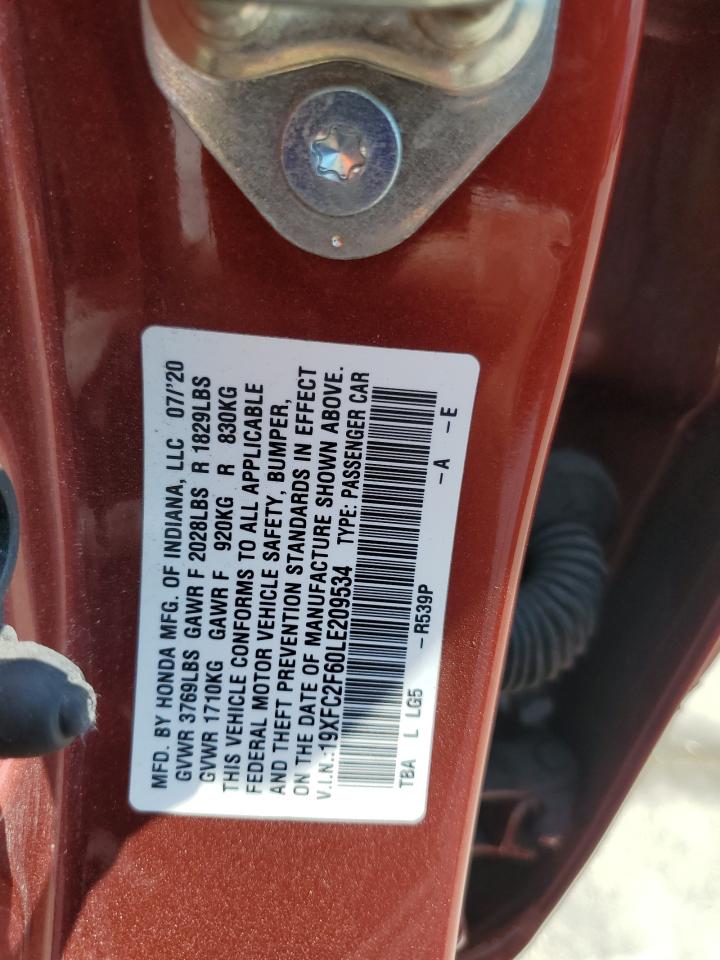 MFD. BY HONDA MFG. OF INDIANA, LLC 07/'20
GVWR 3769LBS GAWR F 2028LBS R 1829LBS
GVWR 1710KG GAWR F 920KG R 830KG
THIS VEHICLE CONFORMS TO ALL APPLICABLE
FEDERAL MOTOR VEHICLE SAFETY, BUMPER,
AND THEFT PREVENTION STANDARDS IN EFFECT
ON THE DATE OF MANUFACTURE SHOWN ABOVE.
V.I.N.:19XFC2F60LE209534 TYPE: PASSENGER CAR
TBA L LG5 -R539P -A -E